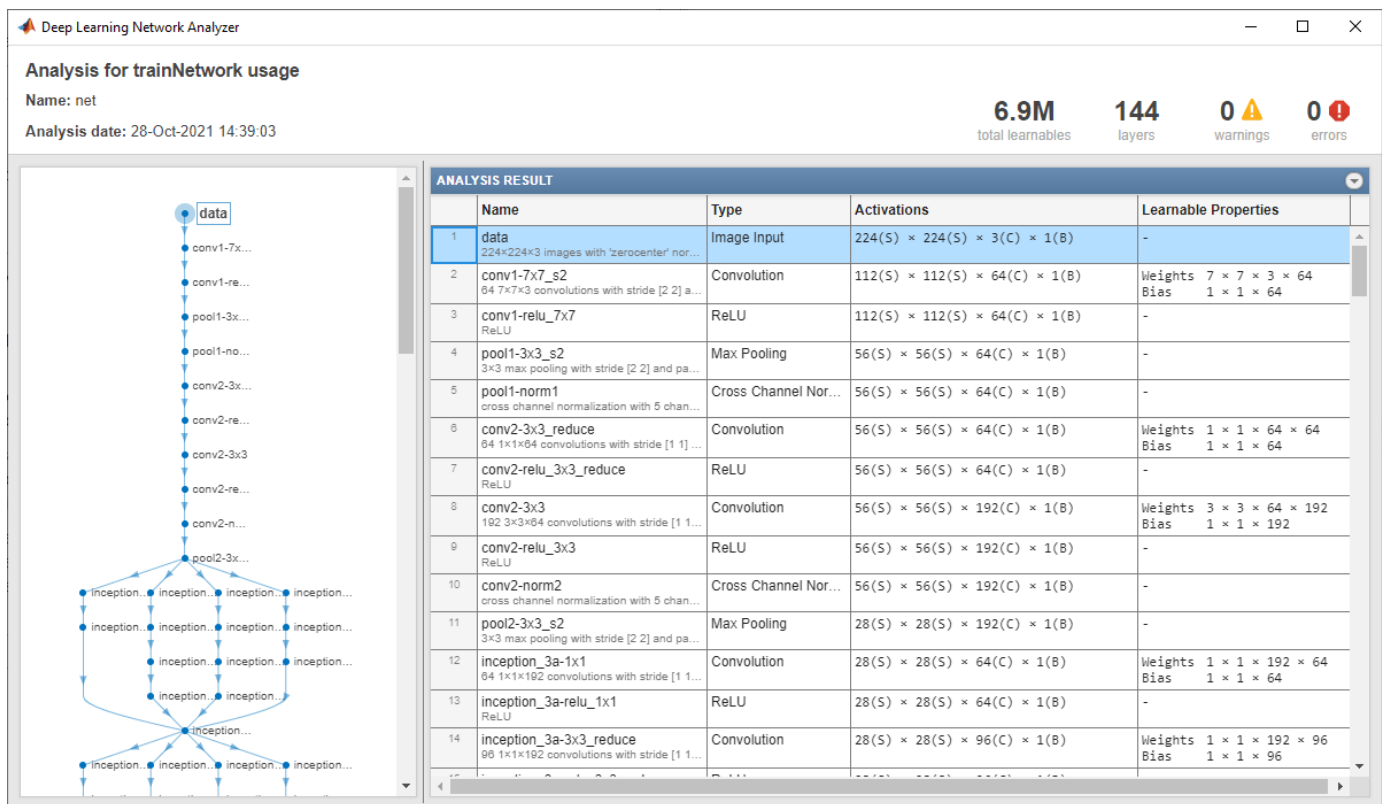 Deep Learning Network Analyzer
Analysis for trainNetwork usage
Name: net
Analysis date: 28-Oct-2021 14:39:03
6.9M
total learnables
144
layers
0
warnings
0
errors
data
conv1-7x...
conv1-re...
pool1-3x...
pool1-no...
conv2-3x...
conv2-re...
conv2-3x3
conv2-re...
conv2-n...
pool2-3x...
inception... inception... inception... inception...
inception... inception... inception... inception...
inception... inception... inception...
inception... inception...
inception...
inception... inception... inception... inception...
ANALYSIS RESULT
Name Type Activations Learnable Properties
1 data Image Input 224(S) × 224(S) × 3(C) × 1(B) -
224×224×3 images with 'zerocenter' nor...
2 conv1-7x7_s2 Convolution 112(S) × 112(S) × 64(C) × 1(B) Weights 7 × 7 × 3 × 64
64 7×7×3 convolutions with stride [2 2] a... Bias 1 × 1 × 64
3 conv1-relu_7x7 ReLU 112(S) × 112(S) × 64(C) × 1(B) -
ReLU
4 pool1-3x3_s2 Max Pooling 56(S) × 56(S) × 64(C) × 1(B) -
3×3 max pooling with stride [2 2] and pa...
5 pool1-norm1 Cross Channel Nor... 56(S) × 56(S) × 64(C) × 1(B) -
cross channel normalization with 5 chan...
6 conv2-3x3_reduce Convolution 56(S) × 56(S) × 64(C) × 1(B) Weights 1 × 1 × 64 × 64
64 1×1×64 convolutions with stride [1 1] ... Bias 1 × 1 × 64
7 conv2-relu_3x3_reduce ReLU 56(S) × 56(S) × 64(C) × 1(B) -
ReLU
8 conv2-3x3 Convolution 56(S) × 56(S) × 192(C) × 1(B) Weights 3 × 3 × 64 × 192
192 3×3×64 convolutions with stride [1 1... Bias 1 × 1 × 192
9 conv2-relu_3x3 ReLU 56(S) × 56(S) × 192(C) × 1(B) -
ReLU
10 conv2-norm2 Cross Channel Nor... 56(S) × 56(S) × 192(C) × 1(B) -
cross channel normalization with 5 chan...
11 pool2-3x3_s2 Max Pooling 28(S) × 28(S) × 192(C) × 1(B) -
3×3 max pooling with stride [2 2] and pa...
12 inception_3a-1x1 Convolution 28(S) × 28(S) × 64(C) × 1(B) Weights 1 × 1 × 192 × 64
64 1×1×192 convolutions with stride [1 1... Bias 1 × 1 × 64
13 inception_3a-relu_1x1 ReLU 28(S) × 28(S) × 64(C) × 1(B) -
ReLU
14 inception_3a-3x3_reduce Convolution 28(S) × 28(S) × 96(C) × 1(B) Weights 1 × 1 × 192 × 96
96 1×1×192 convolutions with stride [1 1... Bias 1 × 1 × 96